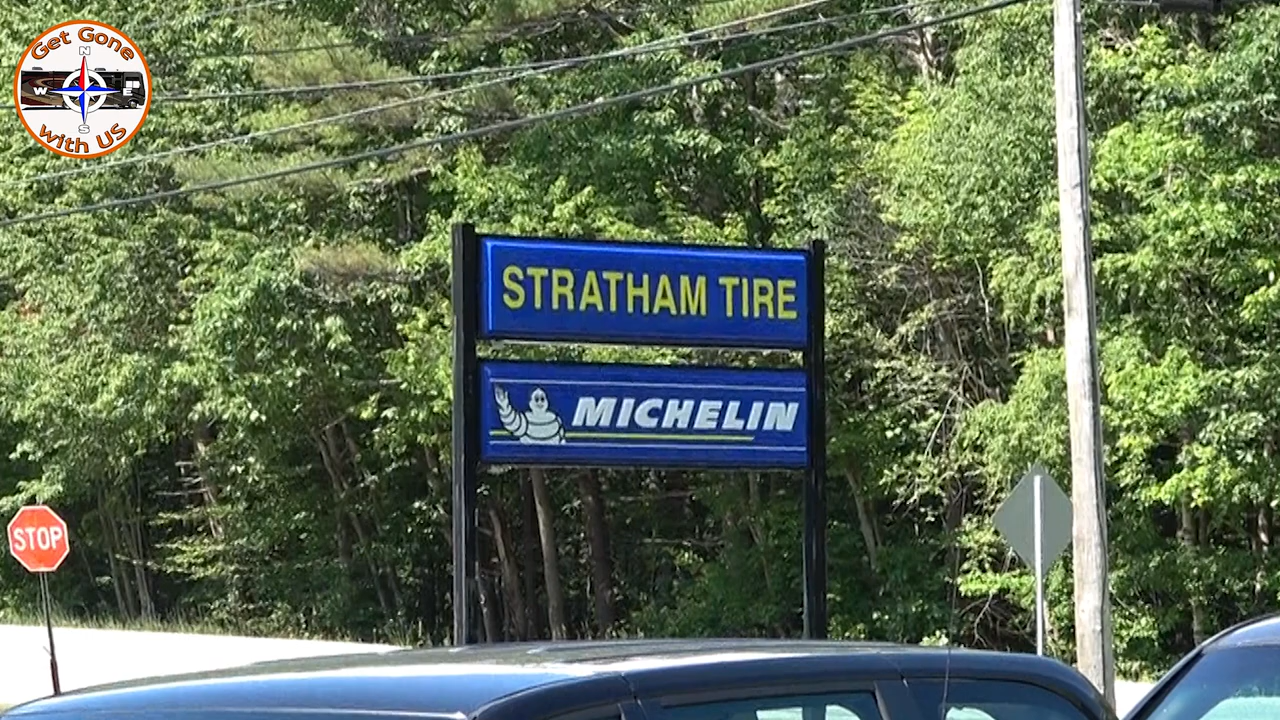 Get Gone
N
W E
S
with US
STRATHAM TIRE
MICHELIN
STOP